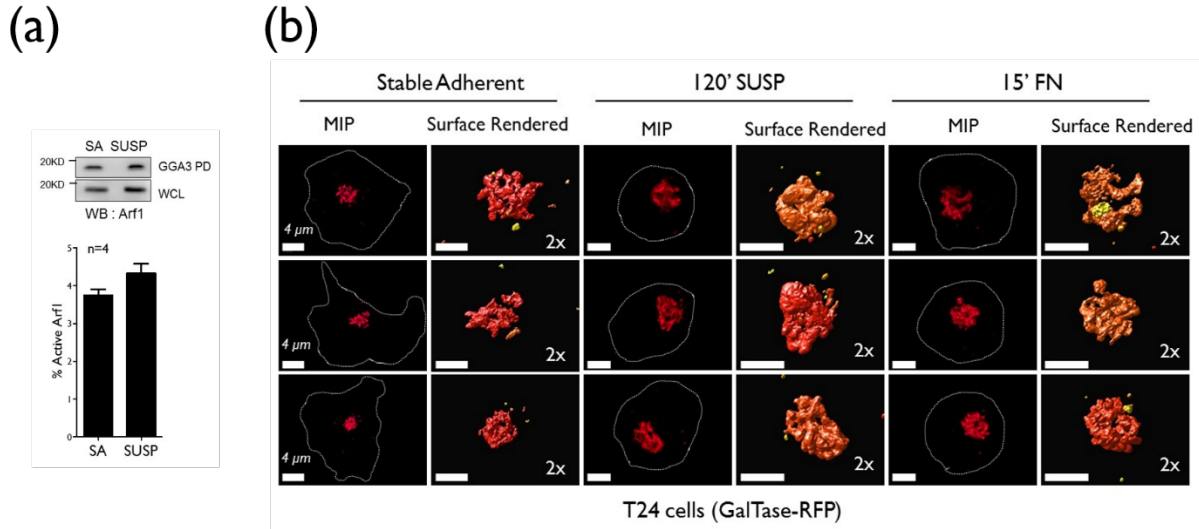 (a)
(b)
SA SUSP
20KD
GGA3 PD
20KD
WCL
WB : Arf1
n=4
% Active Arf1
5
4
3
2
1
0
SA SUSP
Stable Adherent 120' SUSP 15' FN
MIP Surface Rendered MIP Surface Rendered MIP Surface Rendered
4 µm 2x 2x 2x
4 µm 2x 2x 2x
4 µm 2x 2x 2x
T24 cells (GalTase-RFP)